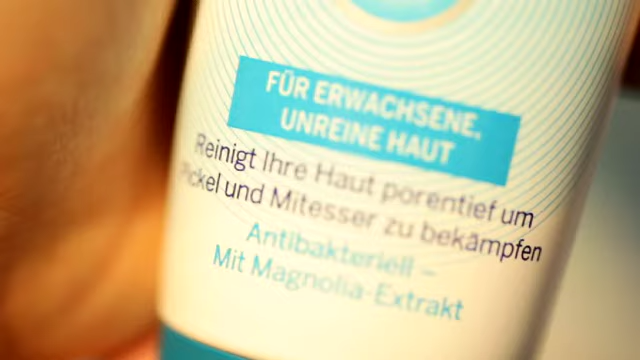 FÜR ERWACHSENE,
UNREINE HAUT
Reinigt Ihre Haut porentief um
Pickel und Mitesser zu bekämpfen
Antibakteriell –
Mit Magnolia-Extrakt